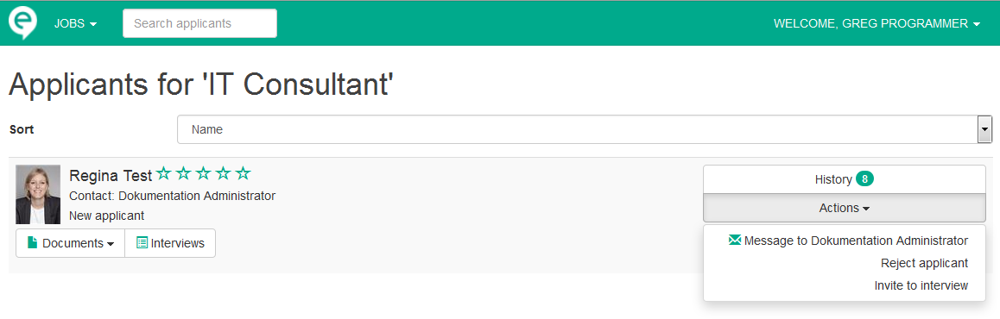 e
JOBS
Search applicants
WELCOME, GREG PROGRAMMER
Applicants for 'IT Consultant'
Sort
Name
Regina Test
Contact: Dokumentation Administrator
New applicant
Documents
Interviews
History 8
Actions
Message to Dokumentation Administrator
Reject applicant
Invite to interview